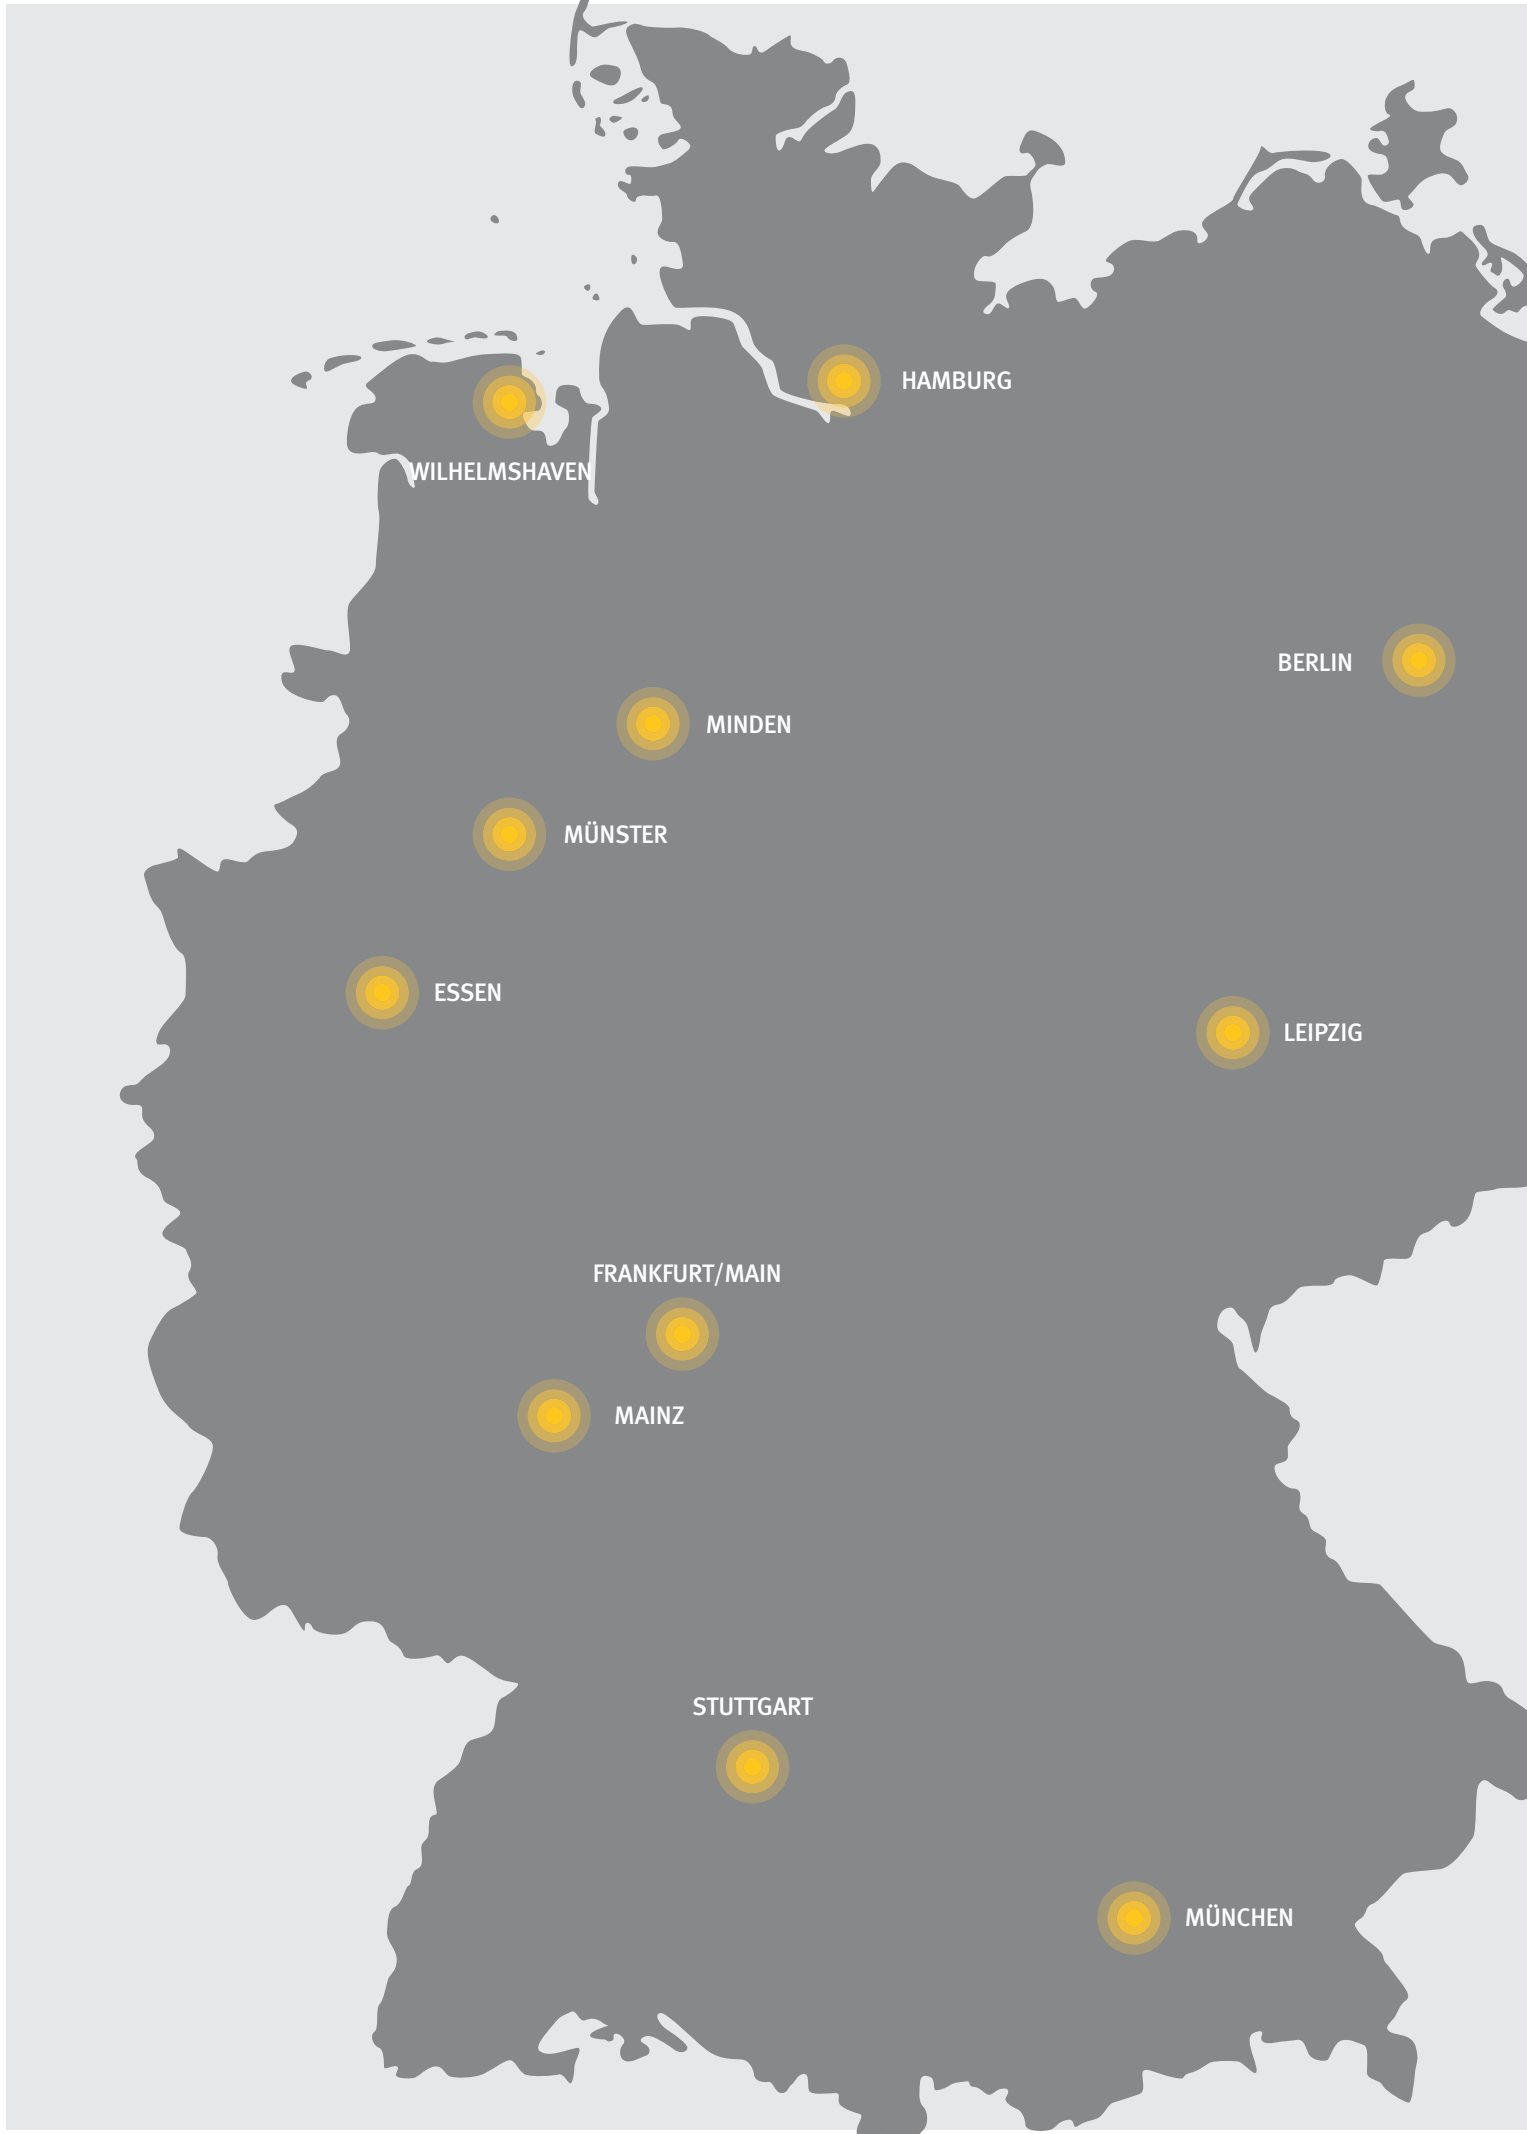 HAMBURG
WILHELMSHAVEN
BERLIN
MINDEN
MÜNSTER
ESSEN
LEIPZIG
FRANKFURT/MAIN
MAINZ
STUTTGART
MÜNCHEN